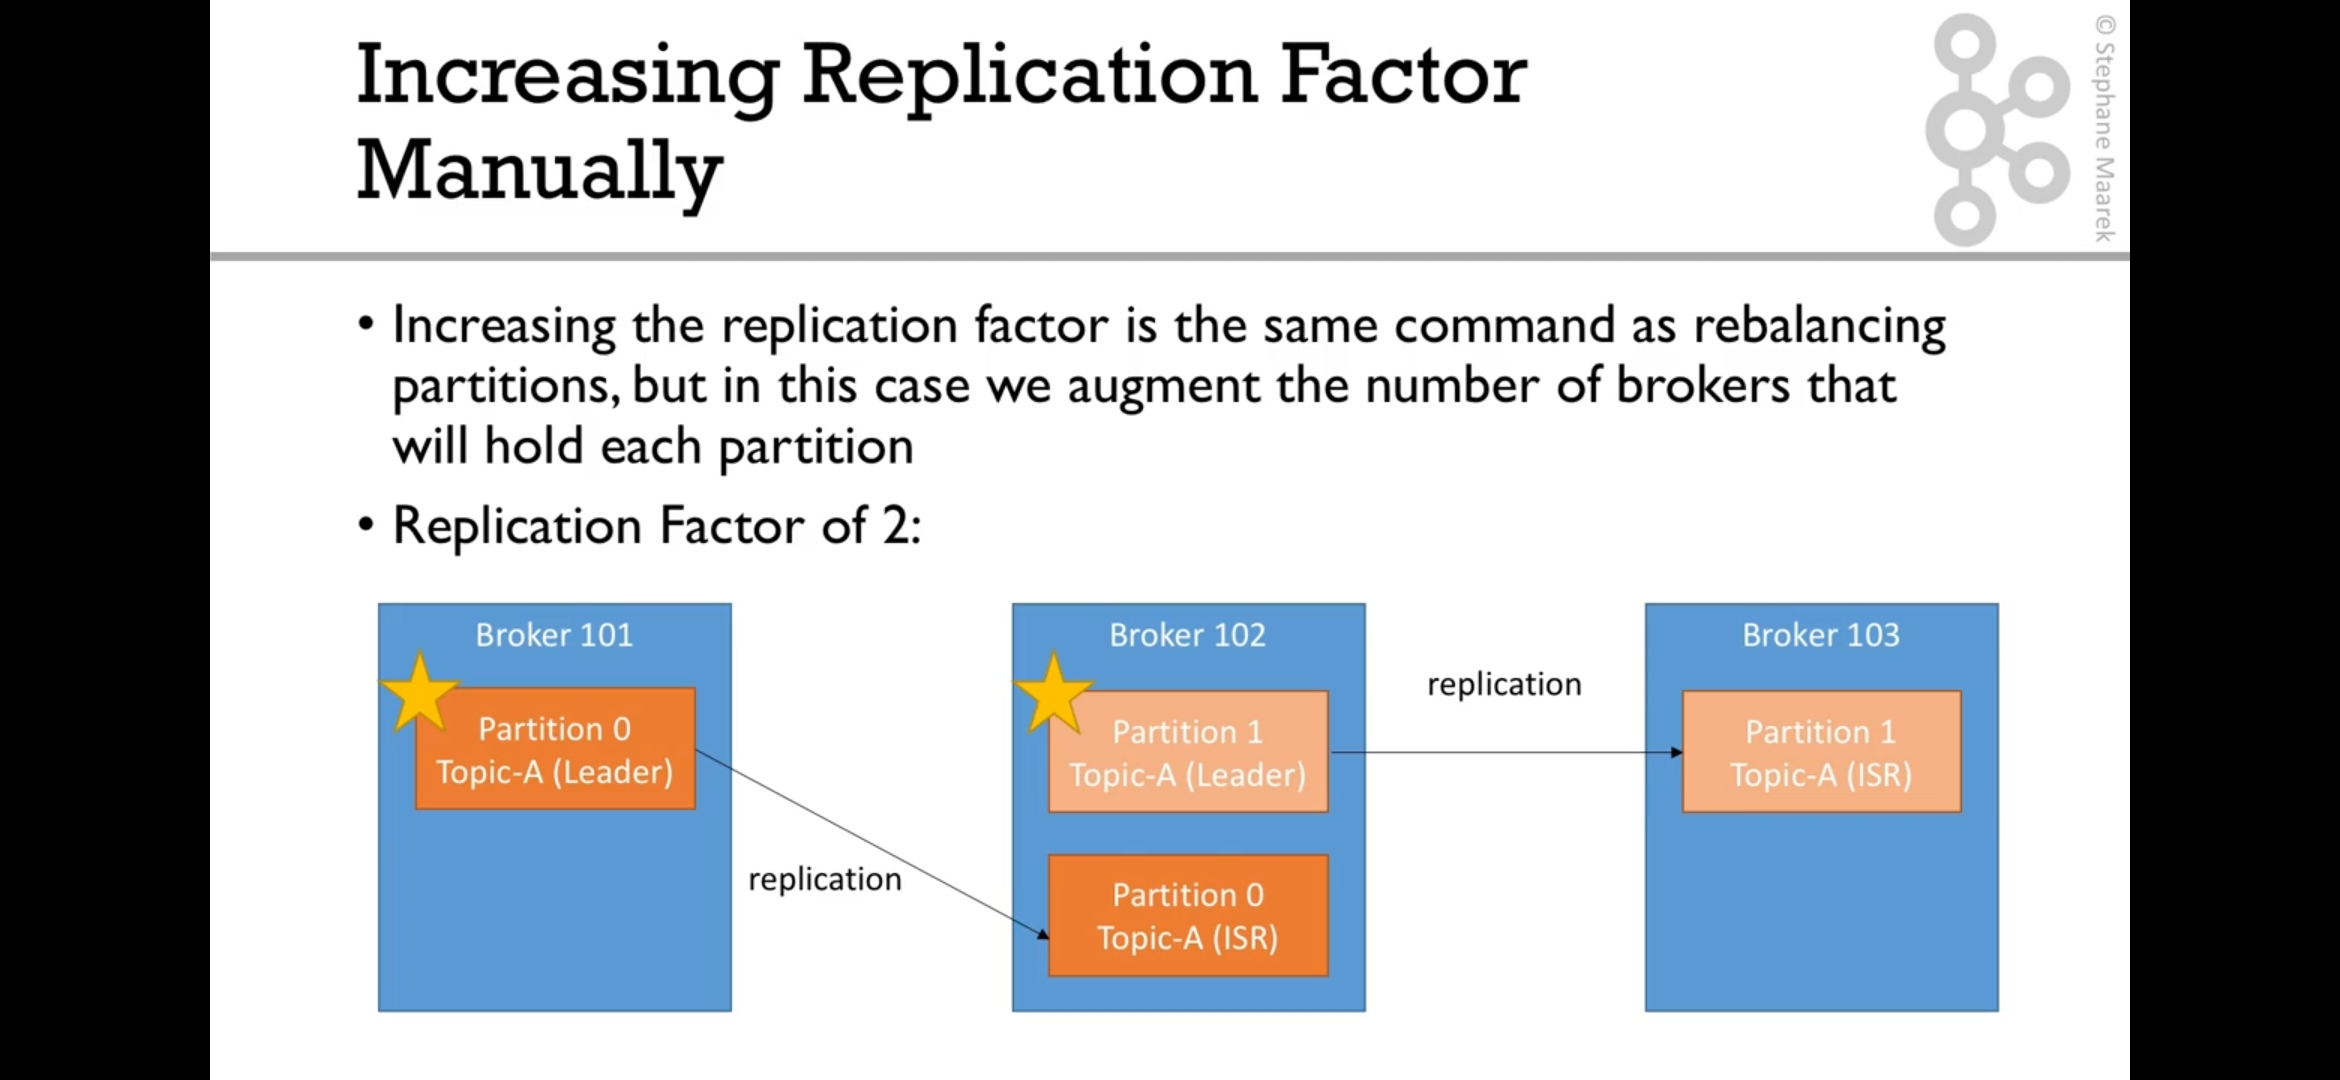 Increasing Replication Factor
Manually
© Stephane Maarek
• Increasing the replication factor is the same command as rebalancing
partitions, but in this case we augment the number of brokers that
will hold each partition
• Replication Factor of 2:
Broker 101
Partition 0
Topic-A (Leader)
replication
Broker 102
Partition 1
Topic-A (Leader)
Partition 0
Topic-A (ISR)
replication
Broker 103
Partition 1
Topic-A (ISR)